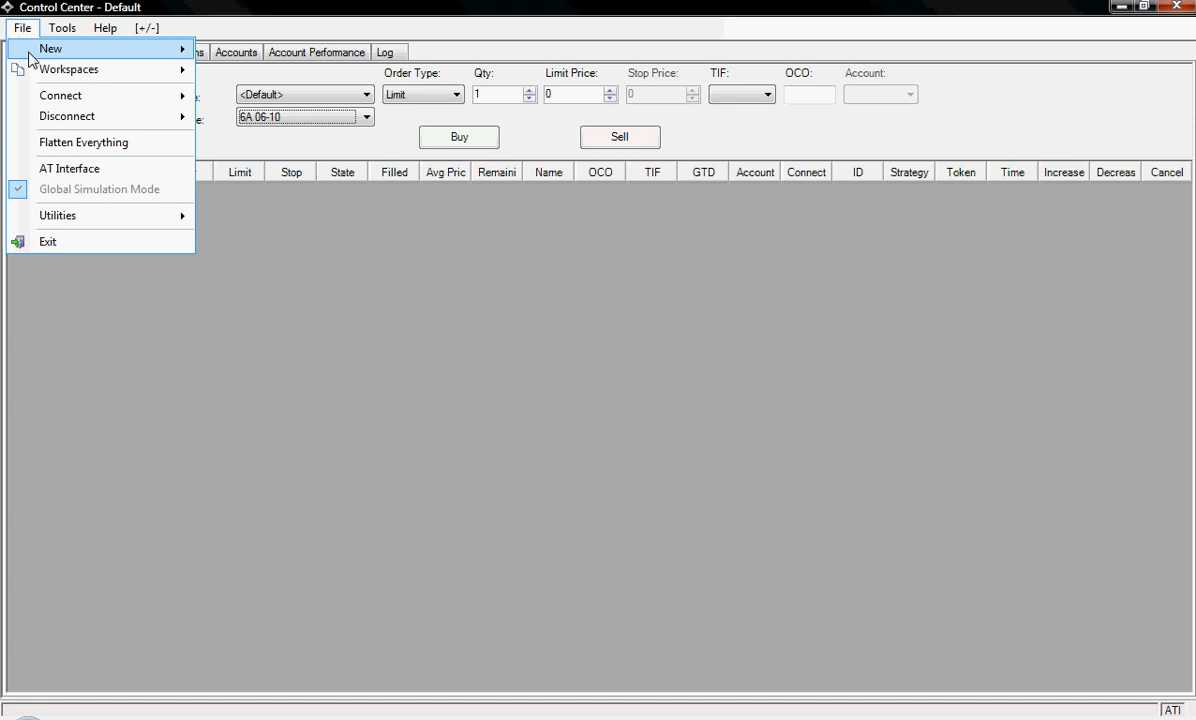 Control Center - Default
File Tools Help [+/-]
New
Workspaces
Connect
Disconnect
Flatten Everything
AT Interface
Global Simulation Mode
Utilities
Exit
ns Accounts Account Performance Log
Order Type: Qty: Limit Price: Stop Price: TIF: OCO: Account:
<Default> Limit 1 0 0
6A 06-10
Buy Sell
Limit Stop State Filled Avg Pric Remaini Name OCO TIF GTD Account Connect ID Strategy Token Time Increase Decreas Cancel
ATI